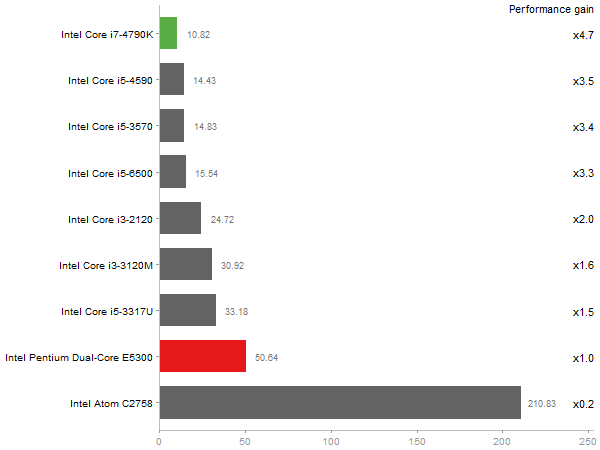 Performance gain
Intel Core i7-4790K 10.82 x4.7
Intel Core i5-4590 14.43 x3.5
Intel Core i5-3570 14.83 x3.4
Intel Core i5-6500 15.54 x3.3
Intel Core i3-2120 24.72 x2.0
Intel Core i3-3120M 30.92 x1.6
Intel Core i5-3317U 33.18 x1.5
Intel Pentium Dual-Core E5300 50.64 x1.0
Intel Atom C2758 210.83 x0.2
0 50 100 150 200 250